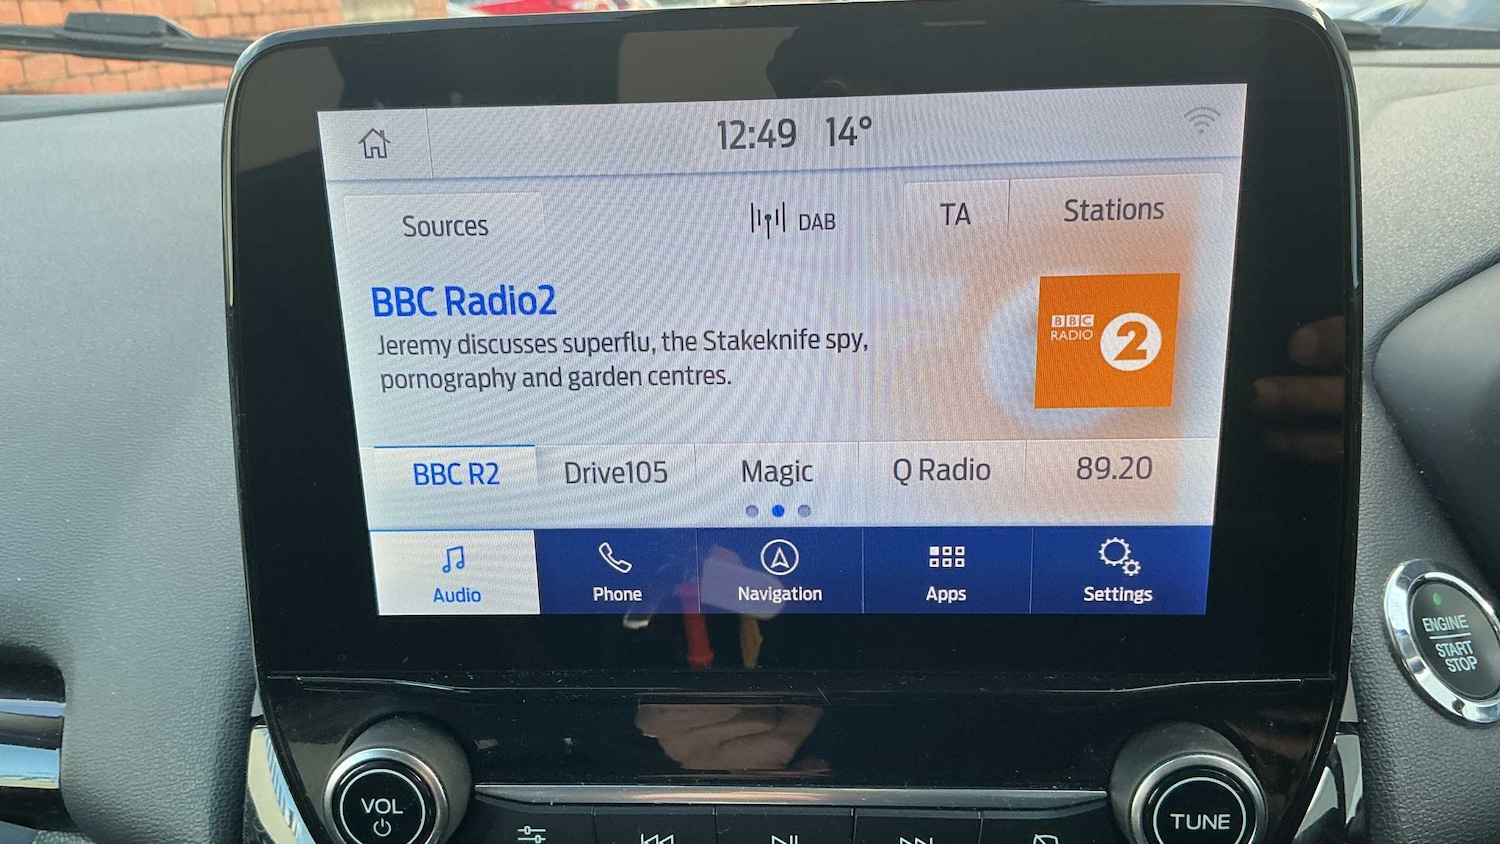 12:49 14°
Sources
DAB
TA
Stations
BBC Radio2
Jeremy discusses superflu, the Stakeknife spy,
pornography and garden centres.
BBC
RADIO
2
BBC R2
Drive105
Magic
Q Radio
89.20
Audio
Phone
Navigation
Apps
Settings
ENGINE
START
STOP
VOL
TUNE